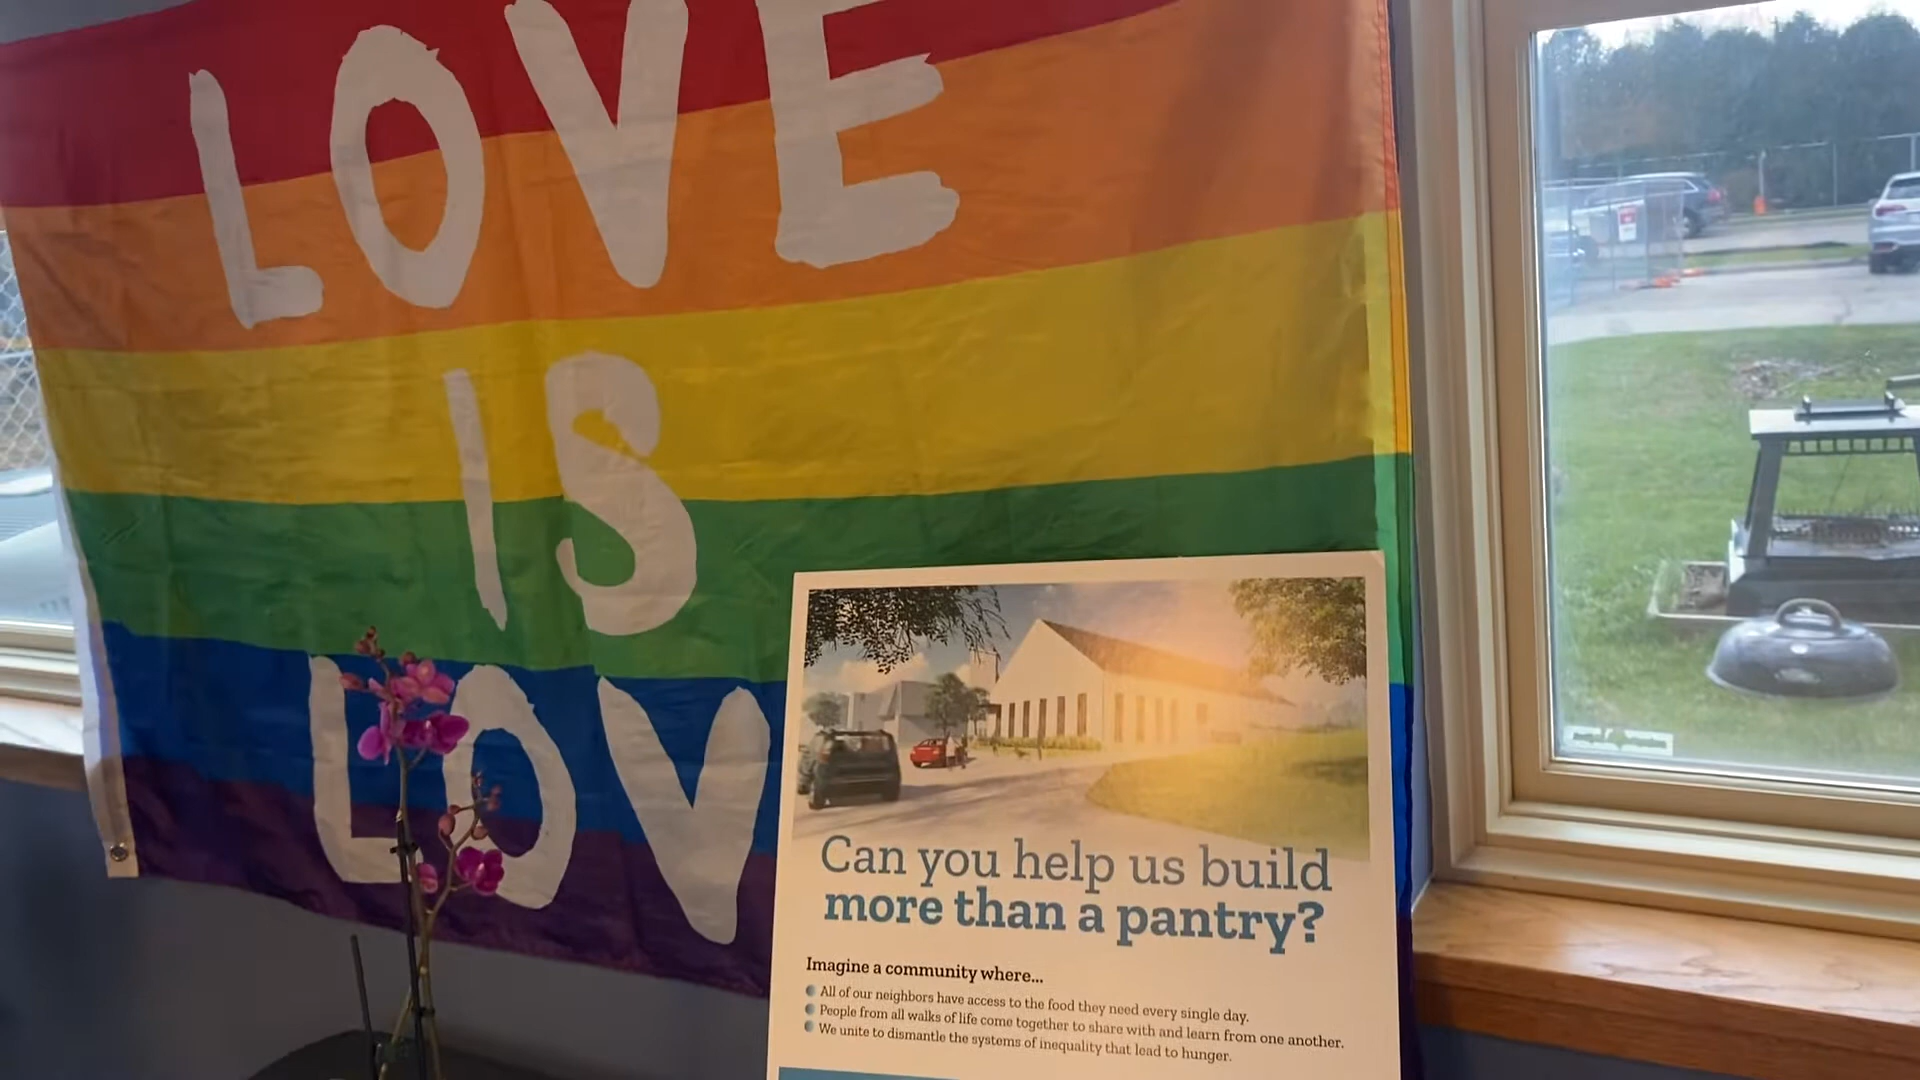 LOVE
IS
LOV
Can you help us build
more than a pantry?
Imagine a community where...
All of our neighbors have access to the food they need every single day.
People from all walks of life come together to share with and learn from one another.
We unite to dismantle the systems of inequality that lead to hunger.